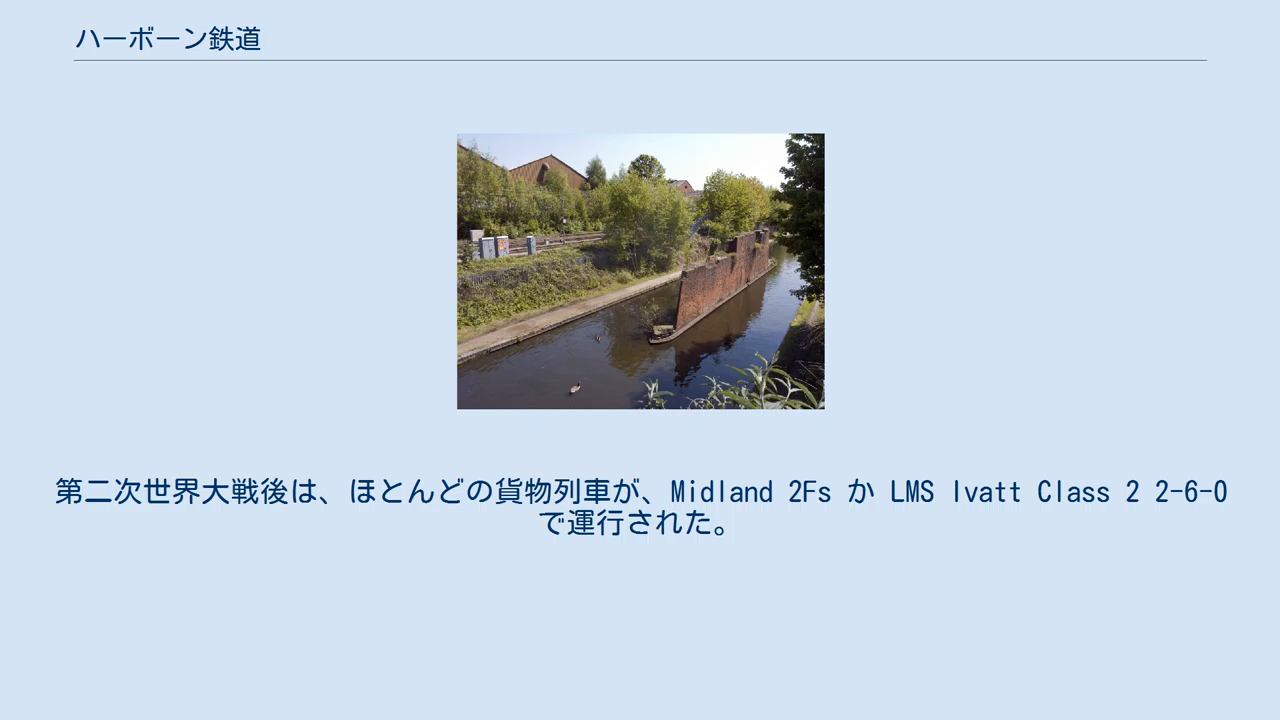 ハーボーン鉄道
第二次世界大戦後は、ほとんどの貨物列車が、Midland 2Fs か LMS Ivatt Class 2 2-6-0
で運行された。